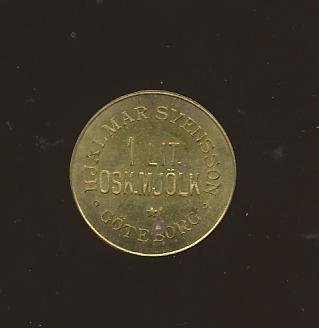 HJALMAR SVENSSON
1 LIT.
OSK. MJÖLK
GÖTEBORG